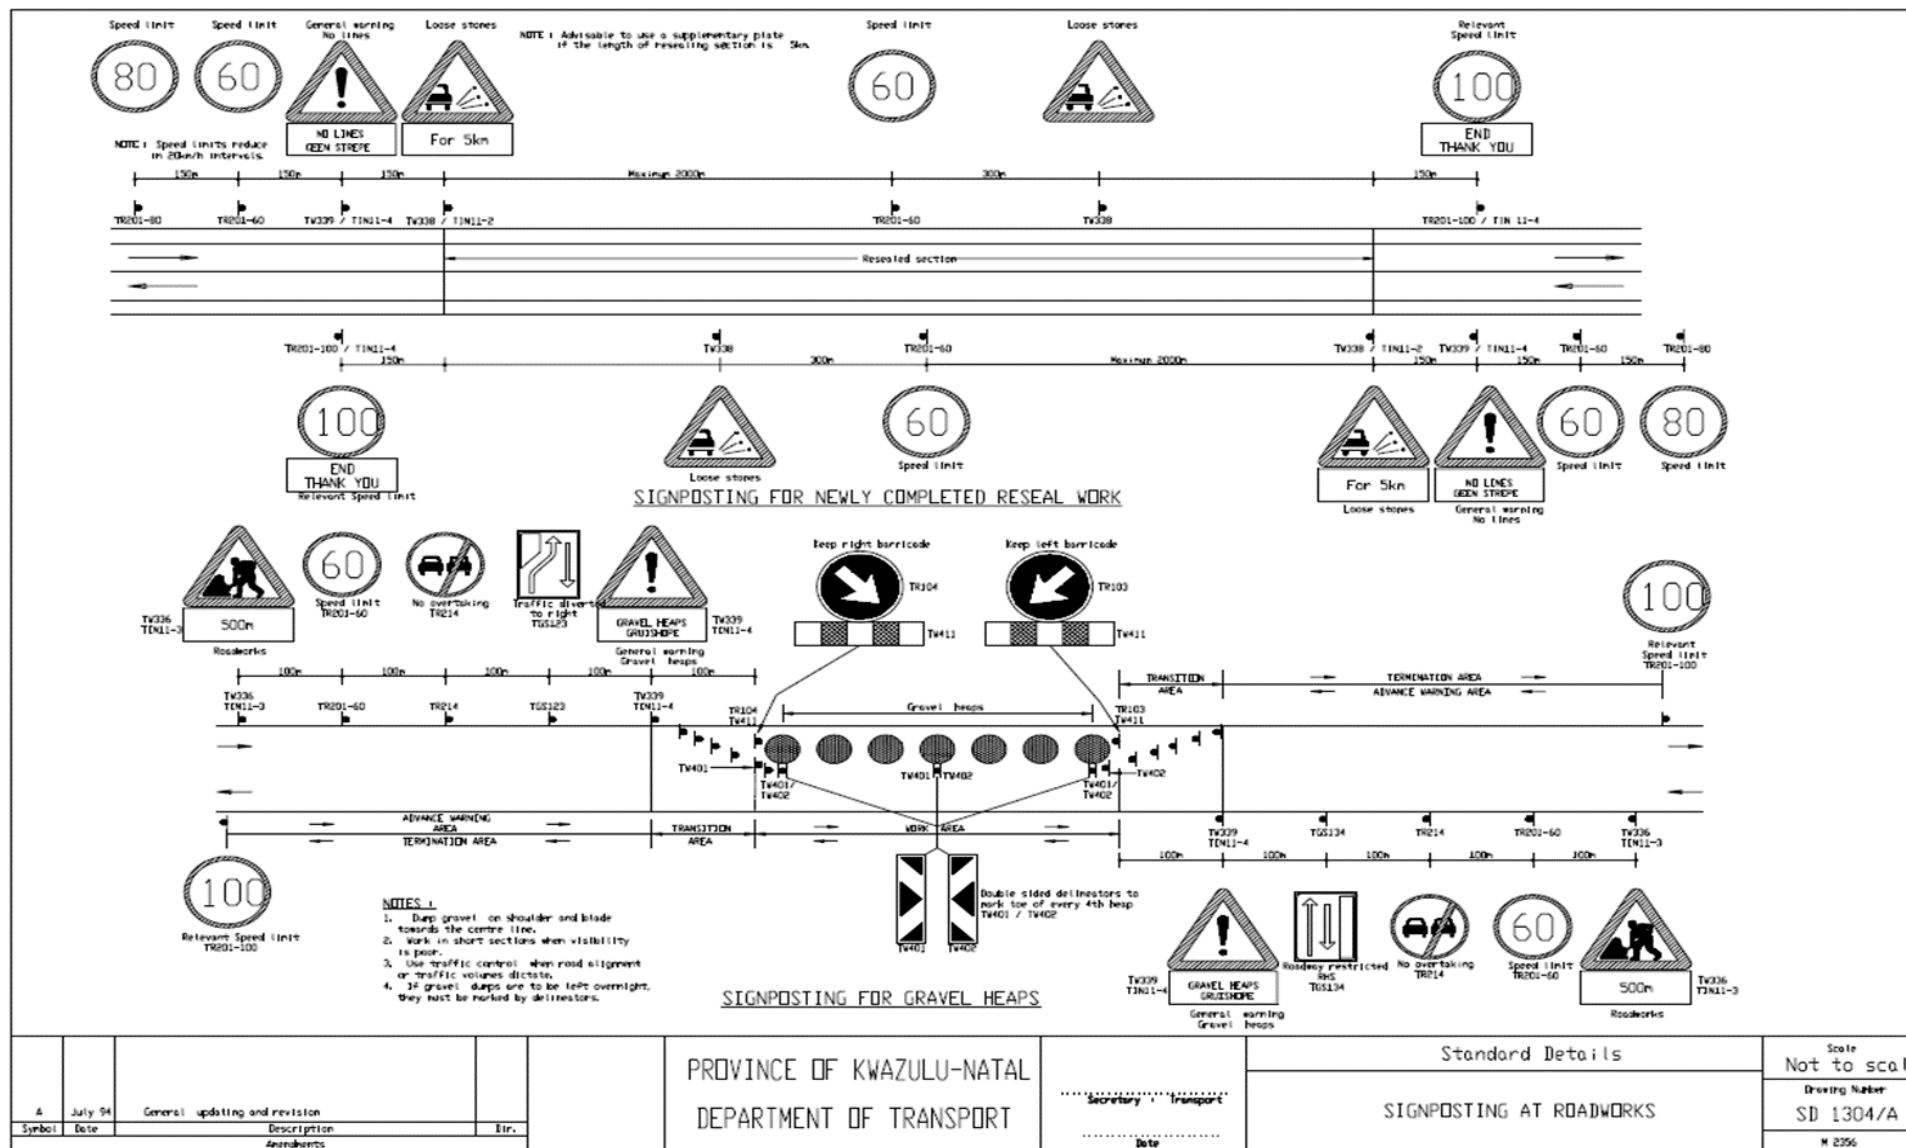 Speed limit
Speed limit
General warning
No lines
Loose stones
NOTE : Advisable to use a supplementary plate
if the length of resealing section is 5km
Speed limit
Loose stones
Relevant
Speed limit
80
60
60
100
NO LINES
GEEN STREPE
For 5km
END
THANK YOU
NOTE : Speed limits reduce
in 20km/h intervals
150m
150m
150m
Maximum 2000m
300m
150m
TR201-80
TR201-60
TW339 / TIN11-4
TW338 / TIN11-2
TR201-60
TW338
TR201-100 / TIN 11-4
Resealed section
TR201-100 / TIN11-4
TW338
TR201-60
TW338 / TIN11-2
TW339 / TIN11-4
TR201-60
TR201-80
150m
300m
Maximum 2000m
150m
150m
150m
100
60
60
80
END
THANK YOU
Relevant Speed limit
Loose stones
Speed limit
For 5km
Loose stones
NO LINES
GEEN STREPE
General warning
No lines
Speed limit
Speed limit
SIGNPOSTING FOR NEWLY COMPLETED RESEAL WORK
60
TW336
TIN11-3
500m
Roadworks
Speed limit
TR201-60
No overtaking
TR214
Traffic diverted
to right
TGS123
GRAVEL HEAPS
GRUISHOPE
TW339
TIN11-4
General warning
Gravel heaps
Keep right barricade
TR104
TW411
Keep left barricade
TR103
TW411
100
Relevant
Speed limit
TR201-100
100m
100m
100m
100m
100m
TW336
TIN11-3
TR201-60
TR214
TGS123
TW339
TIN11-4
TR104
TW411
Gravel heaps
TR103
TW411
TRANSITION
AREA
TERMINATION AREA
ADVANCE WARNING AREA
TW401
TW401/
TW402
TW401
TW402
TW401/
TW402
TW402
ADVANCE WARNING
AREA
TERMINATION AREA
TRANSITION
AREA
WORK AREA
TW339
TIN11-4
TGS134
TR214
TR201-60
TW336
TIN11-3
100m
100m
100m
100m
100m
100
Relevant Speed limit
TR201-100
NOTES :
1. Dump gravel on shoulder and blade
towards the centre line.
2. Work in short sections when visibility
is poor.
3. Use traffic control when road alignment
or traffic volumes dictate.
4. If gravel dumps are to be left overnight,
they must be marked by delineators.
Double sided delineators to
mark toe of every 4th heap
TW401 / TW402
TW401
TW402
TW339
TIN11-4
GRAVEL HEAPS
GRUISHOPE
General warning
Gravel heaps
Roadway restricted
RHS
TGS134
No overtaking
TR214
60
Speed limit
TR201-60
500m
Roadworks
TW336
TIN11-3
SIGNPOSTING FOR GRAVEL HEAPS
A
July 94
General updating and revision
Symbol
Date
Description
Dir.
Amendments
PROVINCE OF KWAZULU-NATAL
DEPARTMENT OF TRANSPORT
Secretary : Transport
Date
Standard Details
SIGNPOSTING AT ROADWORKS
Scale
Not to scal
Drawing Number
SD 1304/A
M 2356